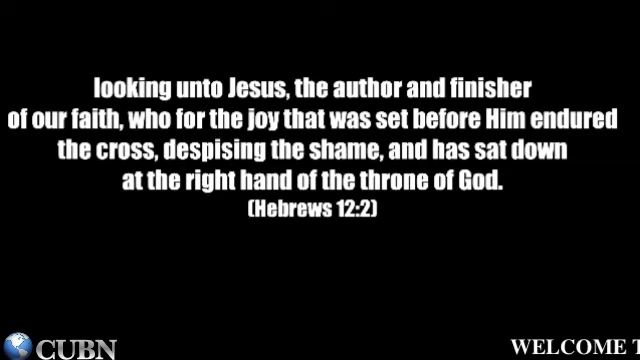 looking unto Jesus, the author and finisher
of our faith, who for the joy that was set before Him endured
the cross, despising the shame, and has sat down
at the right hand of the throne of God.
(Hebrews 12:2)
CUBN
WELCOME